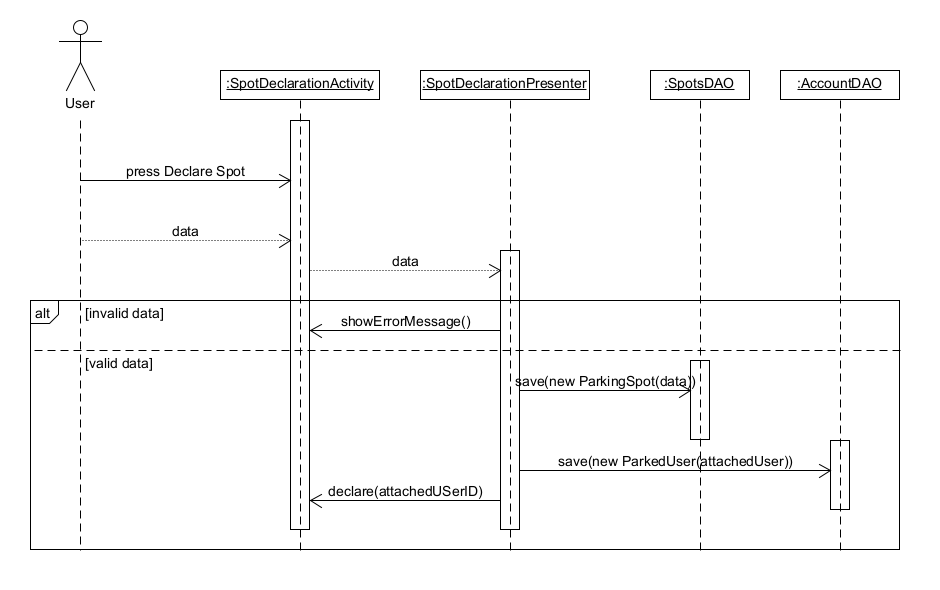 User
:SpotDeclarationActivity
:SpotDeclarationPresenter
:SpotsDAO
:AccountDAO
press Declare Spot
data
data
alt
[invalid data]
showErrorMessage()
[valid data]
save(new ParkingSpot(data))
save(new ParkedUser(attachedUser))
declare(attachedUSerID)